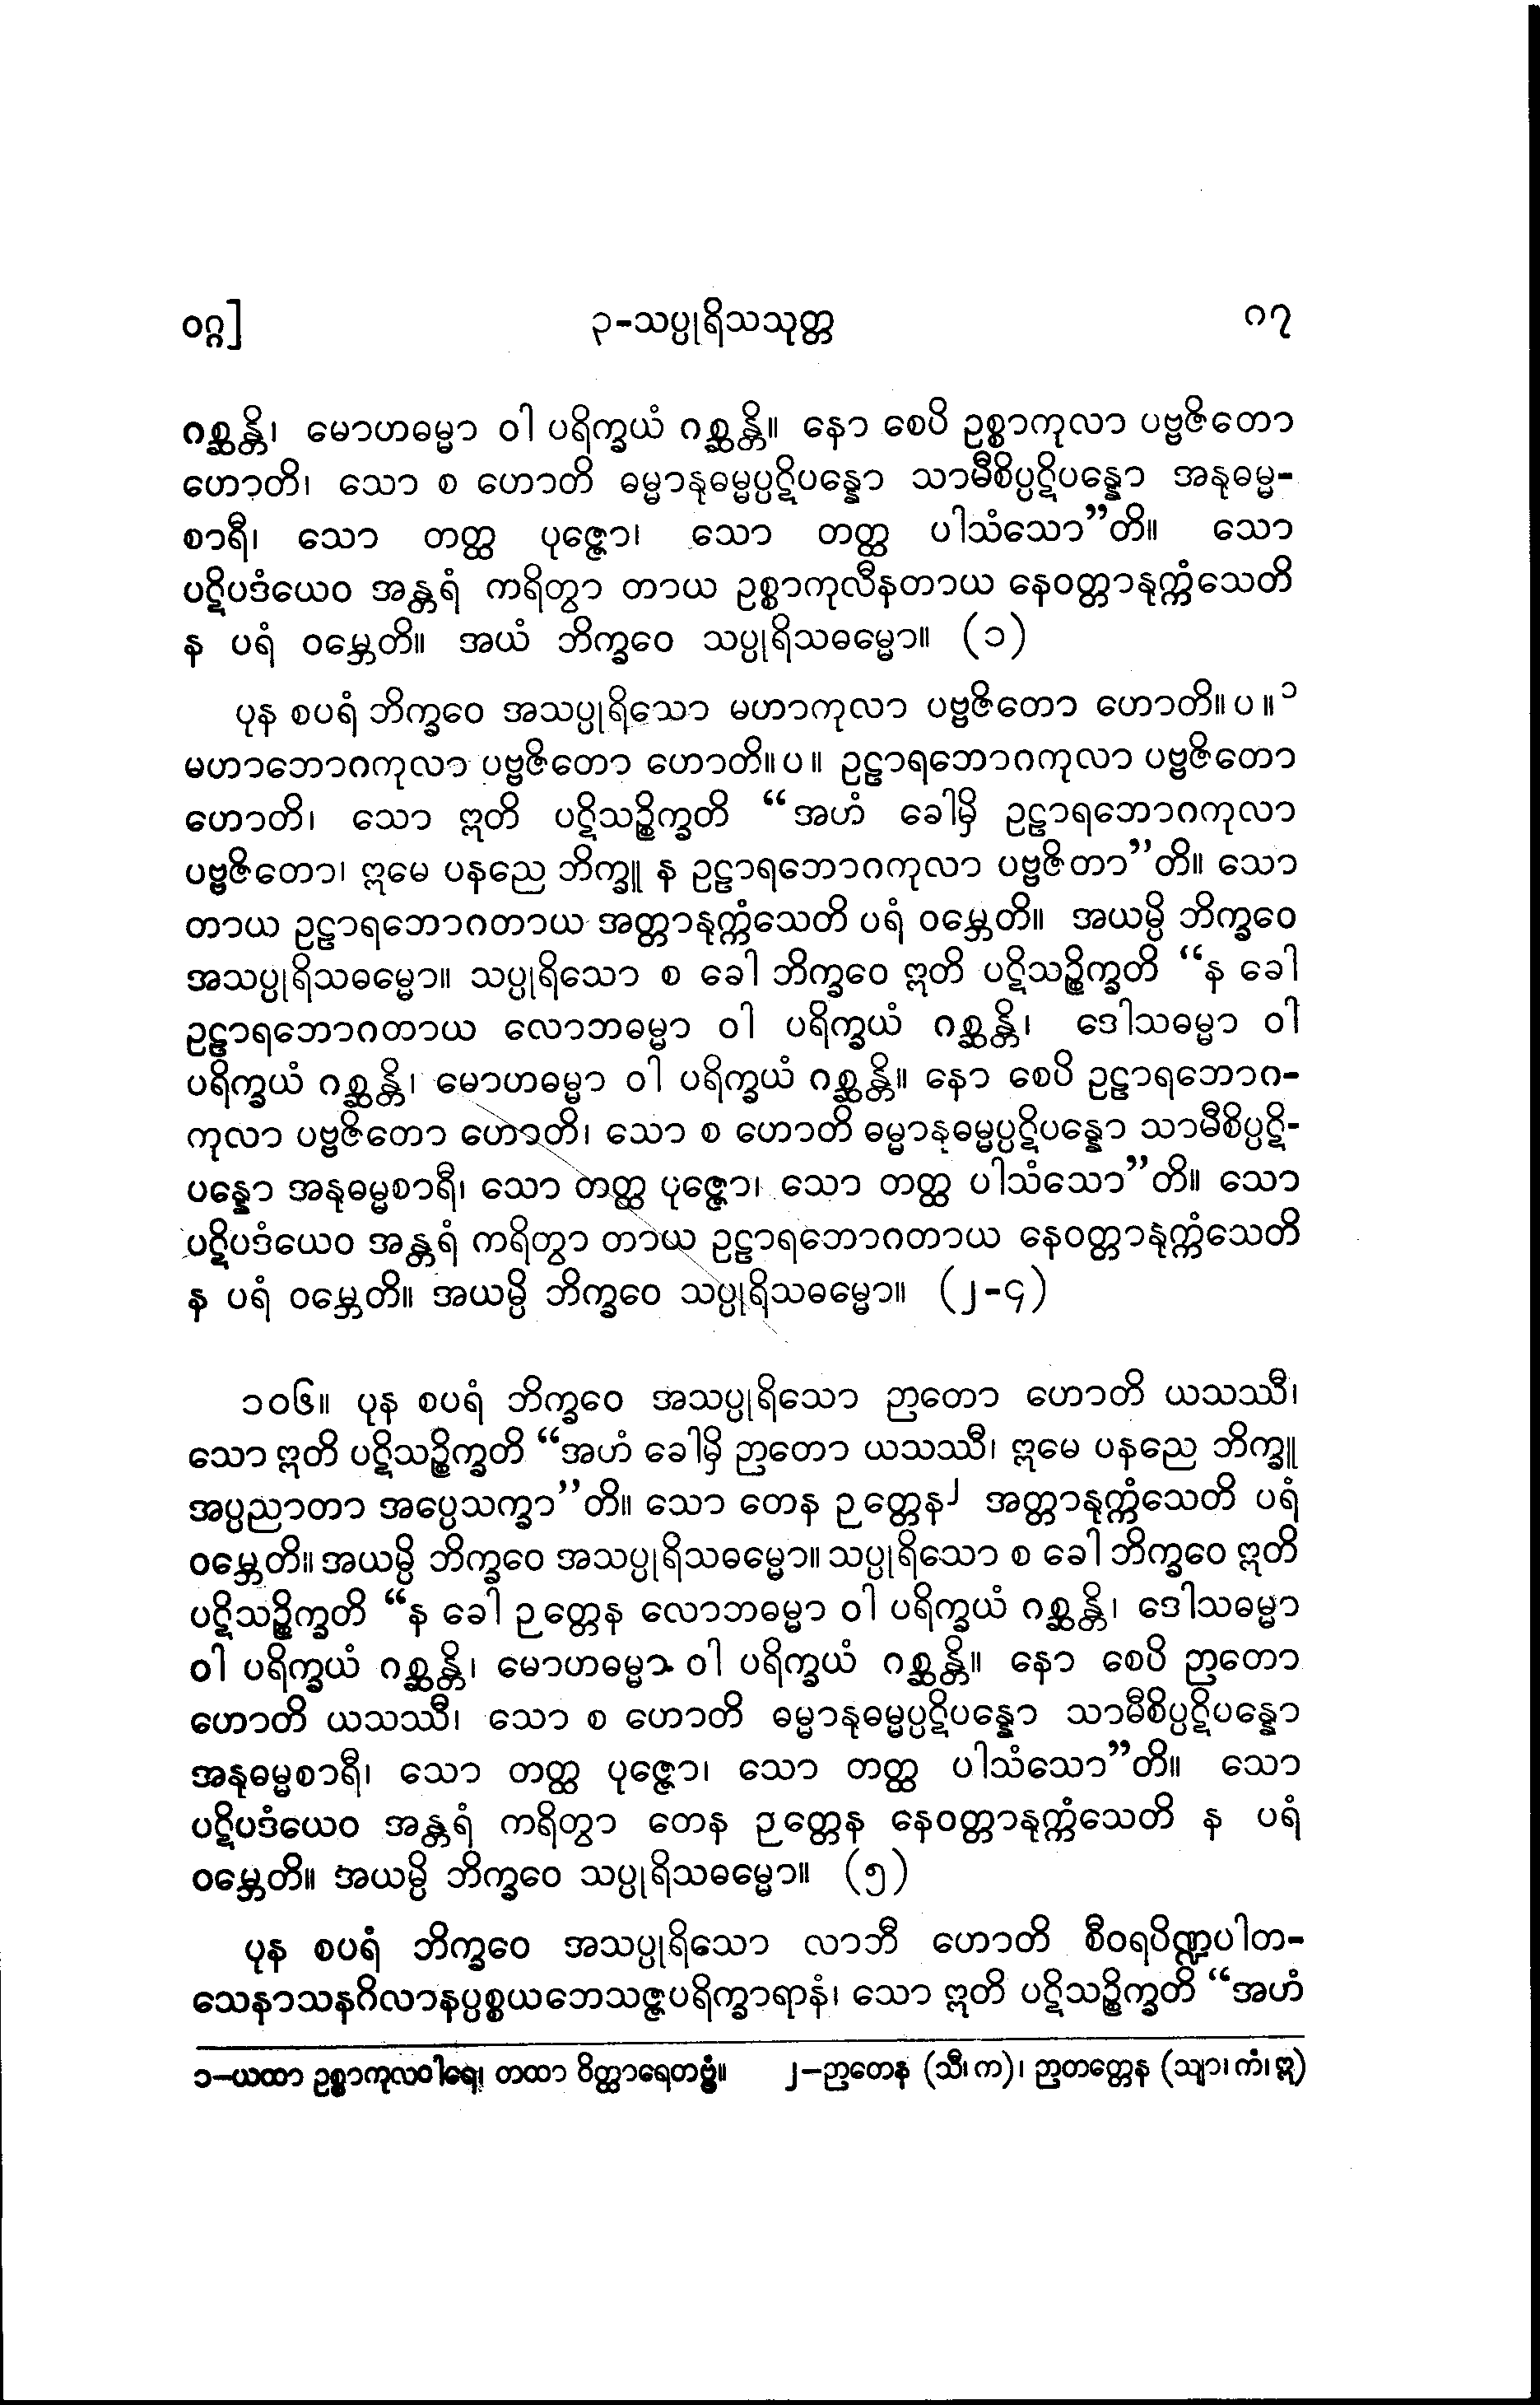 ဝဂ္ဂ] ၃-သပ္ပုရိသသုတ္တ ၈၇
ဂစ္ဆန္တိ၊ မောဟဓမ္မာ ဝါ ပရိက္ခယံ ဂစ္ဆန္တိ။ နော စေပိ ဥစ္စာကုလာ ပဗ္ဗဇိတော
ဟောတိ၊ သော စ ဟောတိ ဓမ္မာနုဓမ္မပ္ပဋိပန္နော သာမီစိပ္ပဋိပန္နော အနုဓမ္မ-
စာရီ၊ သော တတ္ထ ပုဇ္ဇော၊ သော တတ္ထ ပါသံသော”တိ။ သော
ပဋိပဒံယေဝ အန္တရံ ကရိတွာ တာယ ဥစ္စာကုလီနတာယ နေဝတ္တာနုက္ကံသေတိ
န ပရံ ဝမ္ဘေတိ။ အယံ ဘိက္ခဝေ သပ္ပုရိသဓမ္မော။ (၁)
ပုန စပရံ ဘိက္ခဝေ အသပ္ပုရိသော မဟာကုလာ ပဗ္ဗဇိတော ဟောတိ။ပ။၁
မဟာဘောဂကုလာ ပဗ္ဗဇိတော ဟောတိ။ပ။ ဥဠာရဘောဂကုလာ ပဗ္ဗဇိတော
ဟောတိ၊ သော ဣတိ ပဋိသဉ္စိက္ခတိ “အဟံ ခေါမှိ ဥဠာရဘောဂကုလာ
ပဗ္ဗဇိတော၊ ဣမေ ပနညေ ဘိက္ခူ န ဥဠာရဘောဂကုလာ ပဗ္ဗဇိတာ”တိ။ သော
တာယ ဥဠာရဘောဂတာယ အတ္တာနုက္ကံသေတိ ပရံ ဝမ္ဘေတိ။ အယမ္ပိ ဘိက္ခဝေ
အသပ္ပုရိသဓမ္မော။ သပ္ပုရိသော စ ခေါ ဘိက္ခဝေ ဣတိ ပဋိသဉ္စိက္ခတိ “န ခေါ
ဥဠာရဘောဂတာယ လောဘဓမ္မာ ဝါ ပရိက္ခယံ ဂစ္ဆန္တိ၊ ဒေါသဓမ္မာ ဝါ
ပရိက္ခယံ ဂစ္ဆန္တိ၊ မောဟဓမ္မာ ဝါ ပရိက္ခယံ ဂစ္ဆန္တိ။ နော စေပိ ဥဠာရဘောဂ-
ကုလာ ပဗ္ဗဇိတော ဟောတိ၊ သော စ ဟောတိ ဓမ္မာနုဓမ္မပ္ပဋိပန္နော သာမီစိပ္ပဋိ-
ပန္နော အနုဓမ္မစာရီ၊ သော တတ္ထ ပုဇ္ဇော၊ သော တတ္ထ ပါသံသော”တိ။ သော
ပဋိပဒံယေဝ အန္တရံ ကရိတွာ တာယ ဥဠာရဘောဂတာယ နေဝတ္တာနုက္ကံသေတိ
န ပရံ ဝမ္ဘေတိ။ အယမ္ပိ ဘိက္ခဝေ သပ္ပုရိသဓမ္မော။ (၂-၄)
၁၀၆။ ပုန စပရံ ဘိက္ခဝေ အသပ္ပုရိသော ဉာတော ဟောတိ ယသဿီ၊
သော ဣတိ ပဋိသဉ္စိက္ခတိ “အဟံ ခေါမှိ ဉာတော ယသဿီ၊ ဣမေ ပနညေ ဘိက္ခူ
အပ္ပညာတာ အပ္ပေသက္ခာ”တိ။ သော တေန ဉတ္တေန၂ အတ္တာနုက္ကံသေတိ ပရံ
ဝမ္ဘေတိ။ အယမ္ပိ ဘိက္ခဝေ အသပ္ပုရိသဓမ္မော။ သပ္ပုရိသော စ ခေါ ဘိက္ခဝေ ဣတိ
ပဋိသဉ္စိက္ခတိ “န ခေါ ဉတ္တေန လောဘဓမ္မာ ဝါ ပရိက္ခယံ ဂစ္ဆန္တိ၊ ဒေါသဓမ္မာ
ဝါ ပရိက္ခယံ ဂစ္ဆန္တိ၊ မောဟဓမ္မာ ဝါ ပရိက္ခယံ ဂစ္ဆန္တိ။ နော စေပိ ဉာတော
ဟောတိ ယသဿီ၊ သော စ ဟောတိ ဓမ္မာနုဓမ္မပ္ပဋိပန္နော သာမီစိပ္ပဋိပန္နော
အနုဓမ္မစာရီ၊ သော တတ္ထ ပုဇ္ဇော၊ သော တတ္ထ ပါသံသော”တိ။ သော
ပဋိပဒံယေဝ အန္တရံ ကရိတွာ တေန ဉတ္တေန နေဝတ္တာနုက္ကံသေတိ န ပရံ
ဝမ္ဘေတိ။ အယမ္ပိ ဘိက္ခဝေ သပ္ပုရိသဓမ္မော။ (၅)
ပုန စပရံ ဘိက္ခဝေ အသပ္ပုရိသော လာဘီ ဟောတိ စီဝရပိဏ္ဍပါတ-
သေနာသနဂိလာနပ္ပစ္စယဘေသဇ္ဇပရိက္ခာရာနံ၊ သော ဣတိ ပဋိသဉ္စိက္ခတိ “အဟံ
၁-ယထာ ဥစ္စာကုလဝါရေ၊ တထာ ဝိတ္ထာရေတဗ္ဗံ။ ၂-ဉာတေန (သီ၊ က)၊ ဉာတတ္တေန (သျာ၊ ကံ၊ ဣ)